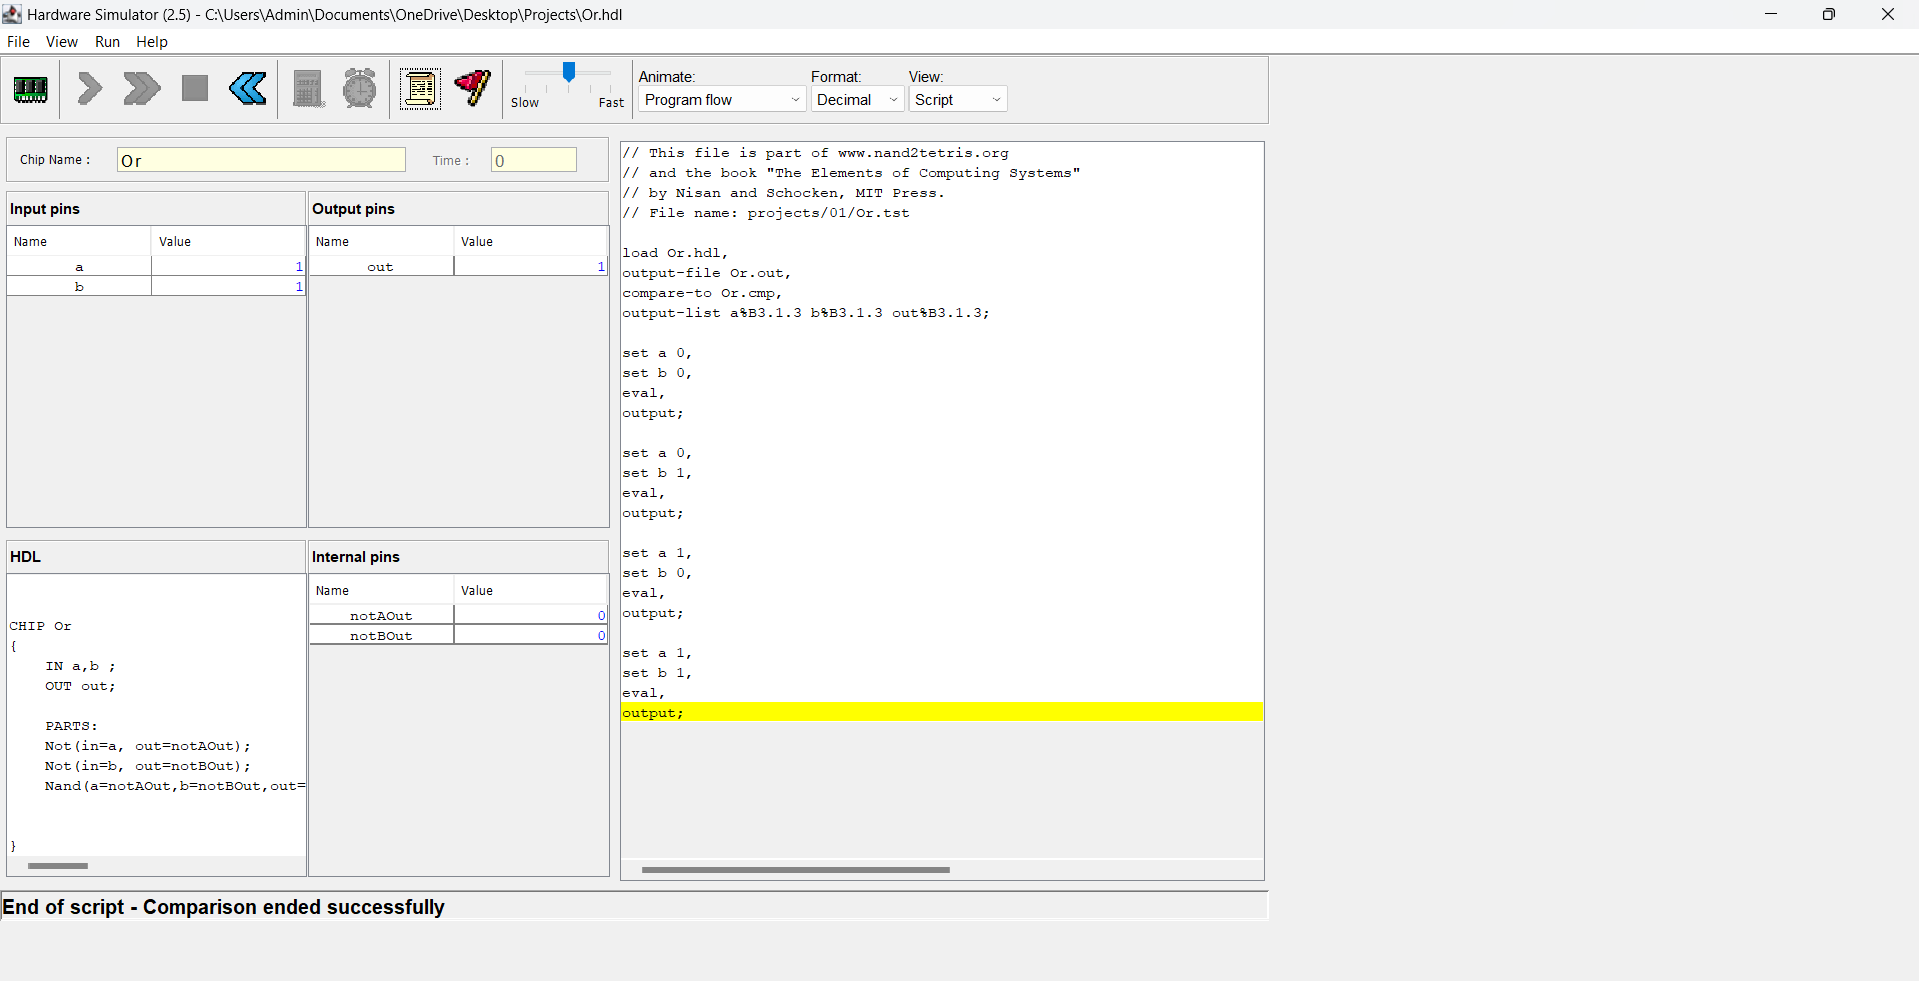 Hardware Simulator (2.5) - C:\Users\Admin\Documents\OneDrive\Desktop\Projects\Or.hdl
File View Run Help
Slow Fast
Animate: Format: View:
Program flow Decimal Script
Chip Name : Or Time : 0
Input pins
Name Value
a 1
b 1
Output pins
Name Value
out 1
HDL
CHIP Or
{
IN a,b ;
OUT out;
PARTS:
Not(in=a, out=notAOut);
Not(in=b, out=notBOut);
Nand(a=notAOut,b=notBOut,out=
}
Internal pins
Name Value
notAOut 0
notBOut 0
// This file is part of www.nand2tetris.org
// and the book "The Elements of Computing Systems"
// by Nisan and Schocken, MIT Press.
// File name: projects/01/Or.tst
load Or.hdl,
output-file Or.out,
compare-to Or.cmp,
output-list a%B3.1.3 b%B3.1.3 out%B3.1.3;
set a 0,
set b 0,
eval,
output;
set a 0,
set b 1,
eval,
output;
set a 1,
set b 0,
eval,
output;
set a 1,
set b 1,
eval,
output;
End of script - Comparison ended successfully